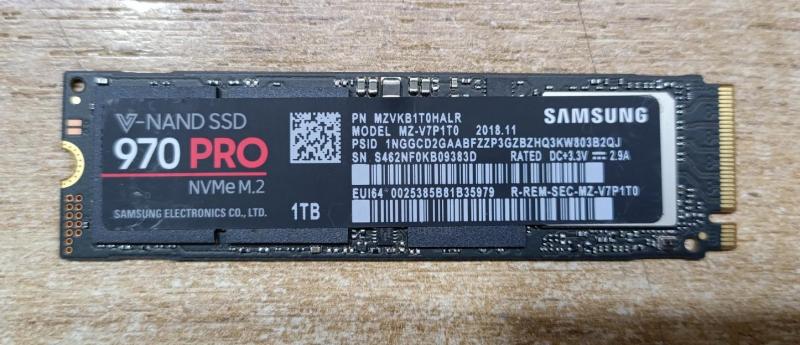 V-NAND SSD
970 PRO
NVMe M.2
SAMSUNG ELECTRONICS CO., LTD.
1TB
PN MZVKB1T0HALR
MODEL MZ-V7P1T0 2018.11
PSID 1NGGCD2GAABFZZP3GZBZHQ3KW803B2QJ
SN S462NF0KB09383D RATED DC+3.3V ⎓ 2.9A
EUI64 0025385B81B35979 R-REM-SEC-MZ-V7P1T0
SAMSUNG